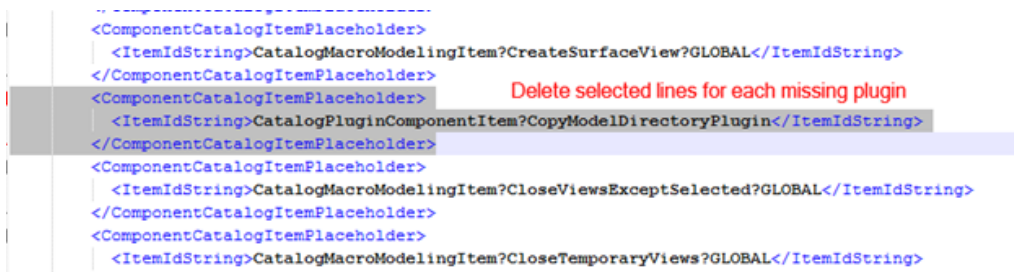 <ComponentCatalogItemPlaceholder>
<ItemIdString>CatalogMacroModelingItem?CreateSurfaceView?GLOBAL</ItemIdString>
</ComponentCatalogItemPlaceholder>
<ComponentCatalogItemPlaceholder> Delete selected lines for each missing plugin
<ItemIdString>CatalogPluginComponentItem?CopyModelDirectoryPlugin</ItemIdString>
</ComponentCatalogItemPlaceholder>
<ComponentCatalogItemPlaceholder>
<ItemIdString>CatalogMacroModelingItem?CloseViewsExceptSelected?GLOBAL</ItemIdString>
</ComponentCatalogItemPlaceholder>
<ComponentCatalogItemPlaceholder>
<ItemIdString>CatalogMacroModelingItem?CloseTemporaryViews?GLOBAL</ItemIdString>